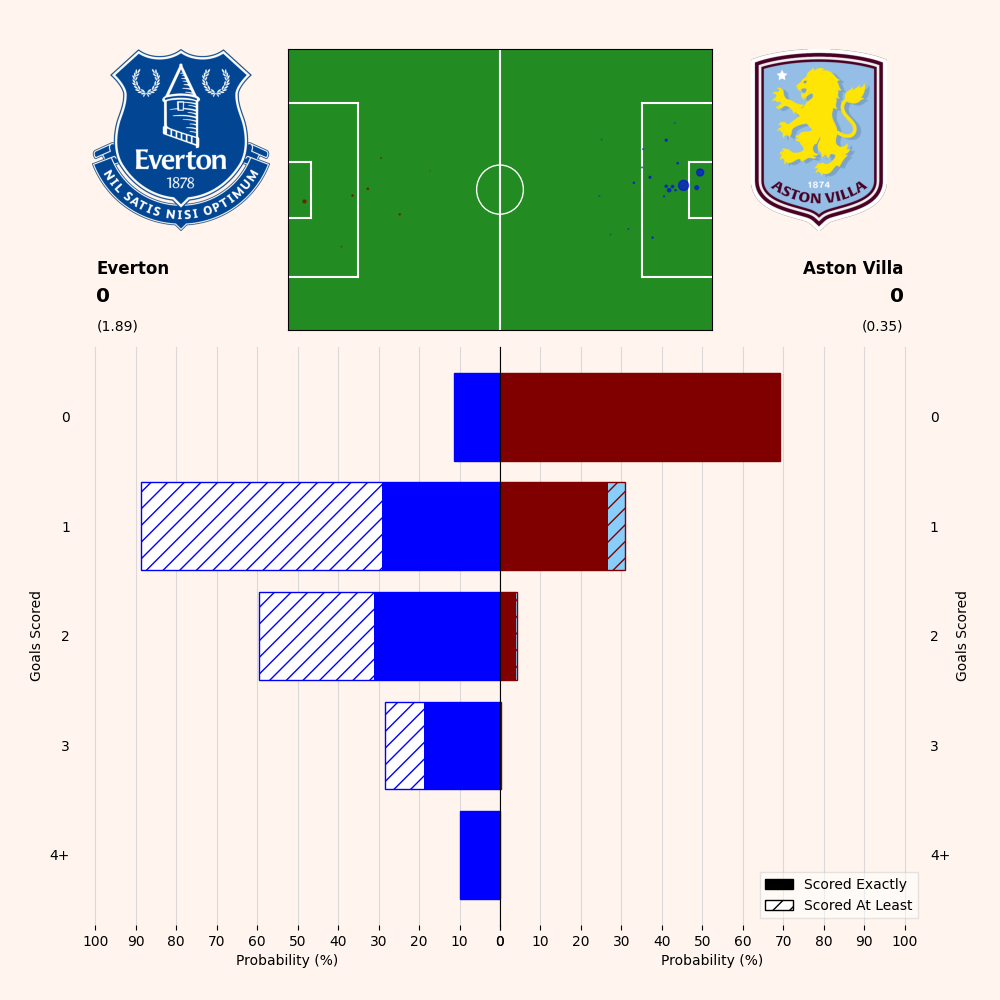 Everton
1878
NIL SATIS NISI OPTIMUM
1874
ASTON VILLA
Everton
0
(1.89)
Aston Villa
0
(0.35)
0
1
2
3
4+
Goals Scored
0
1
2
3
4+
Goals Scored
Scored Exactly
Scored At Least
100 90 80 70 60 50 40 30 20 10 0
0 10 20 30 40 50 60 70 80 90 100
Probability (%)
Probability (%)